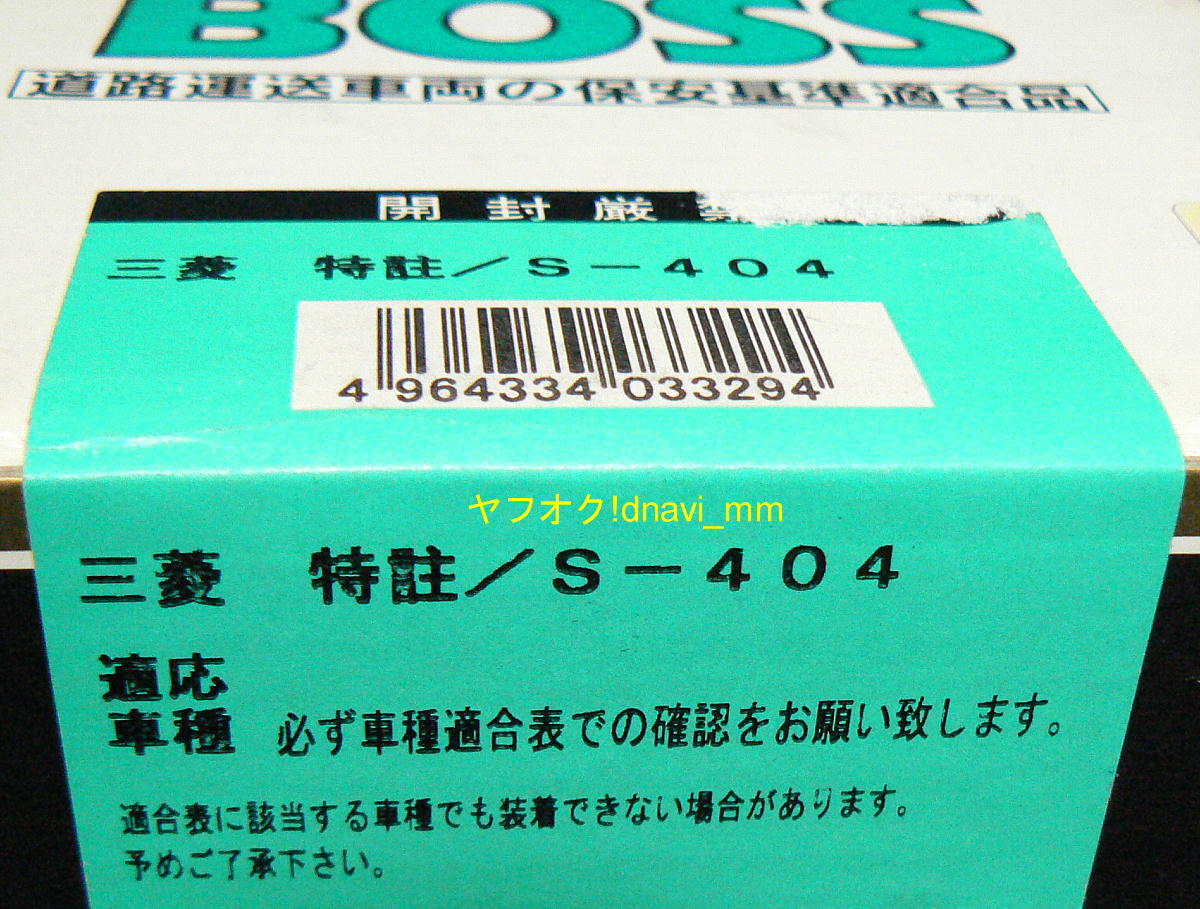 BOSS
道路運送車両の保安基準適合品
開封厳禁
三菱 特註／S－404
4 964334 033294
ヤフオク!dnavi_mm
三菱 特註／S－404
適応
車種 必ず車種適合表での確認をお願い致します。
適合表に該当する車種でも装着できない場合があります。
予めご了承下さい。